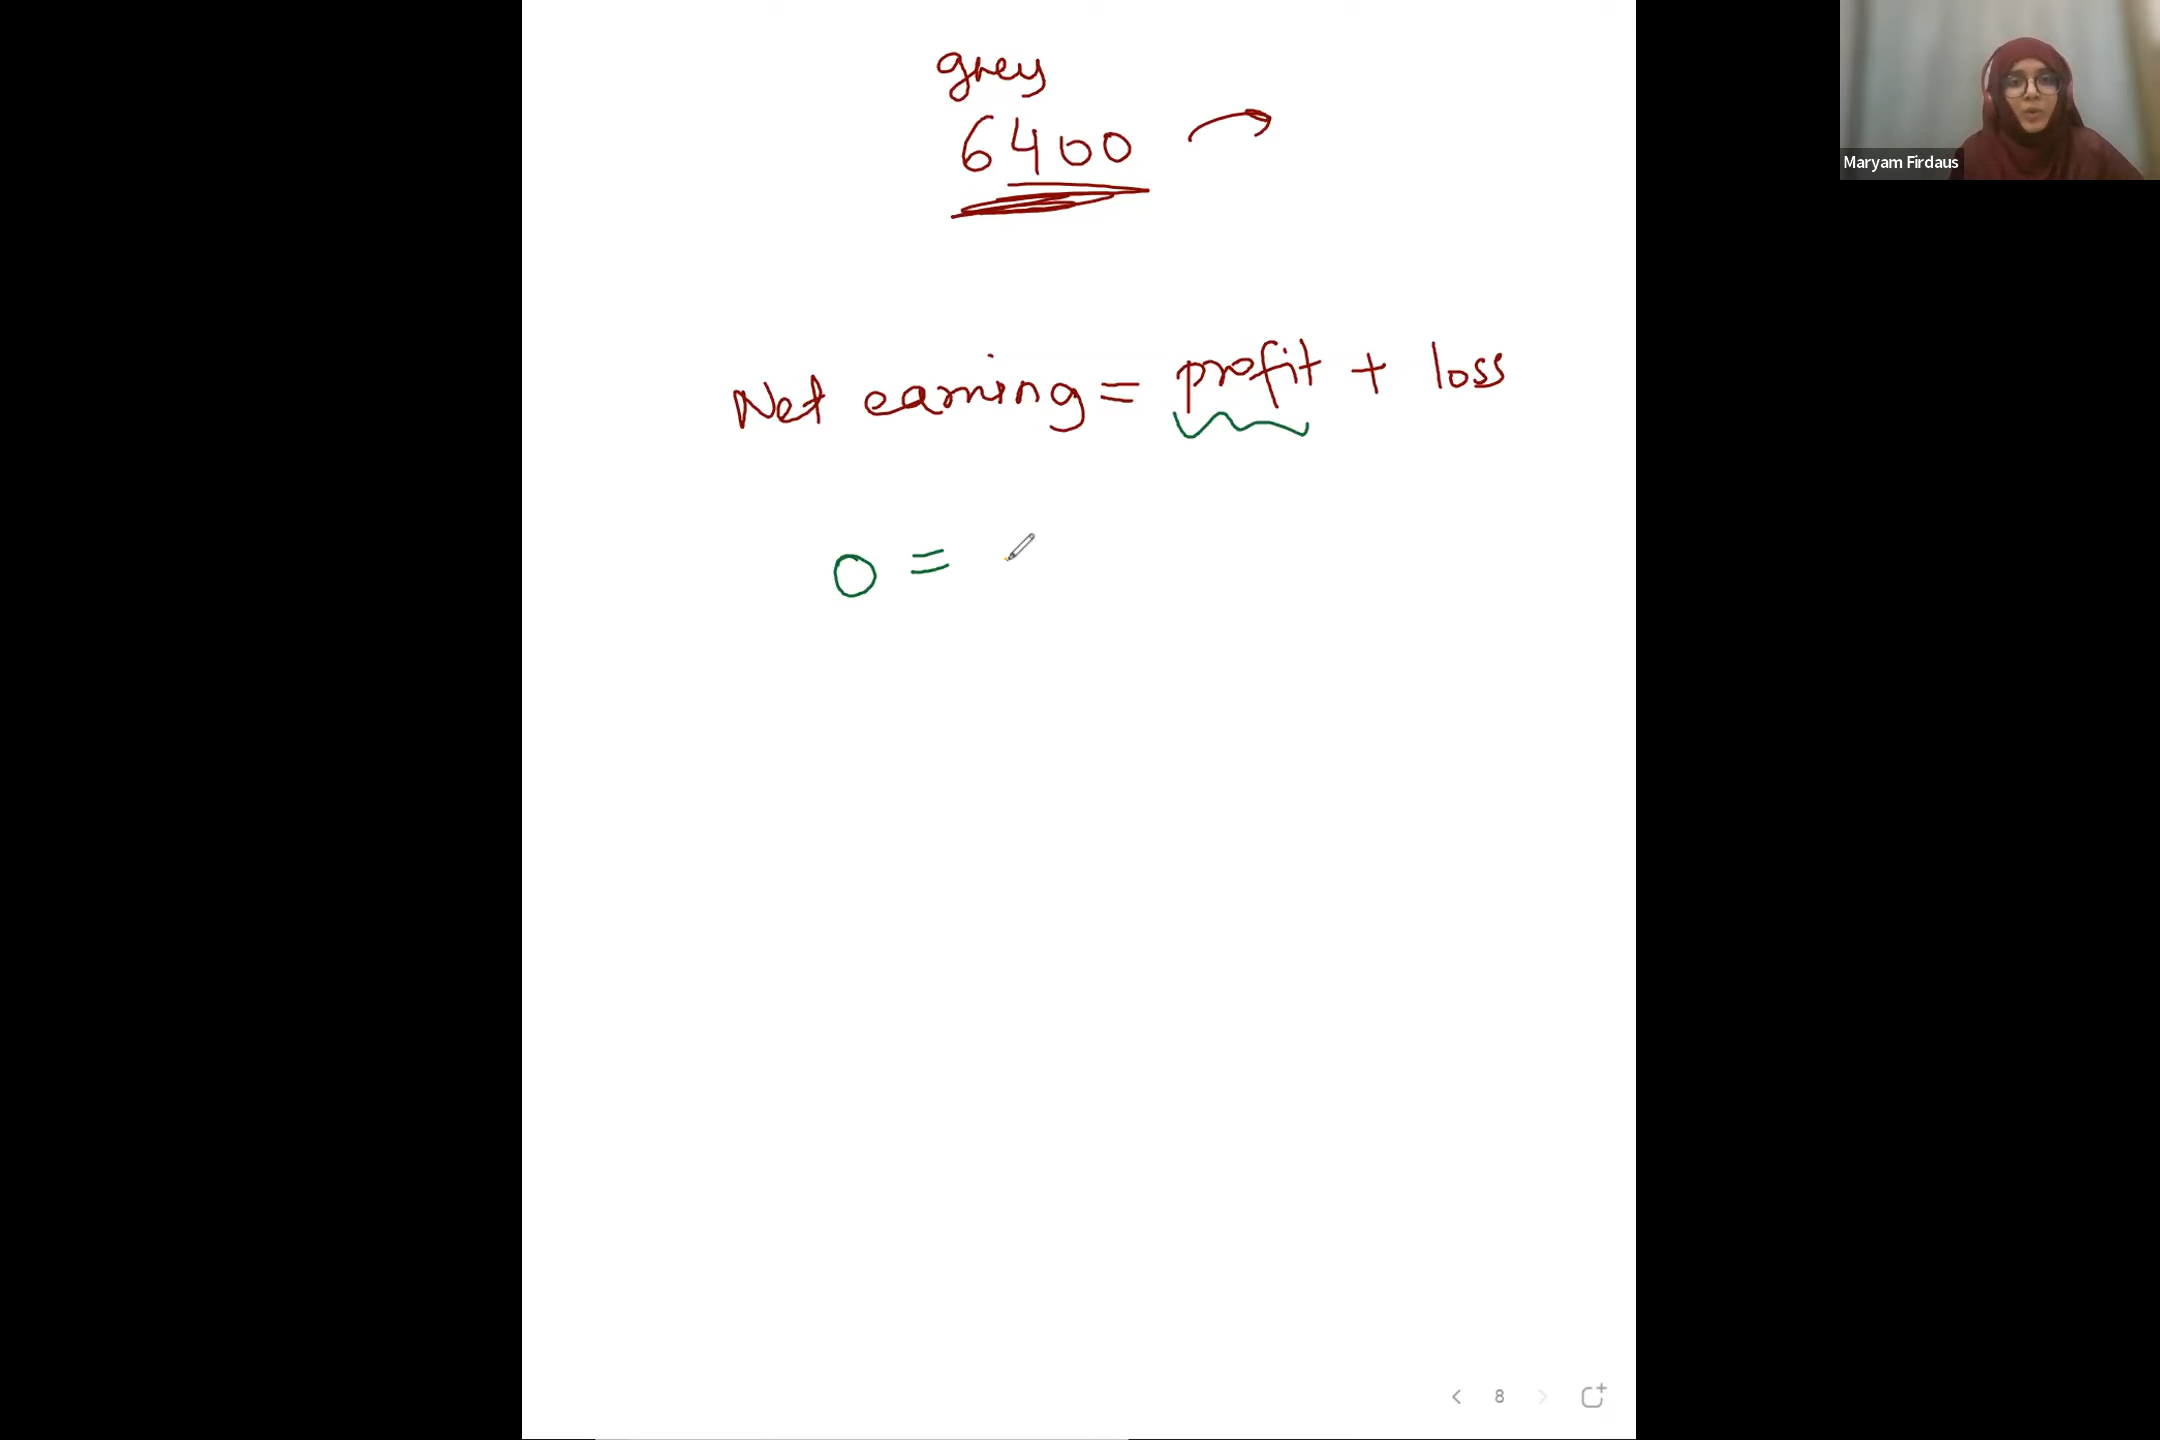 grey
6400
Maryam Firdaus
Net earning = profit + loss
0 =
8